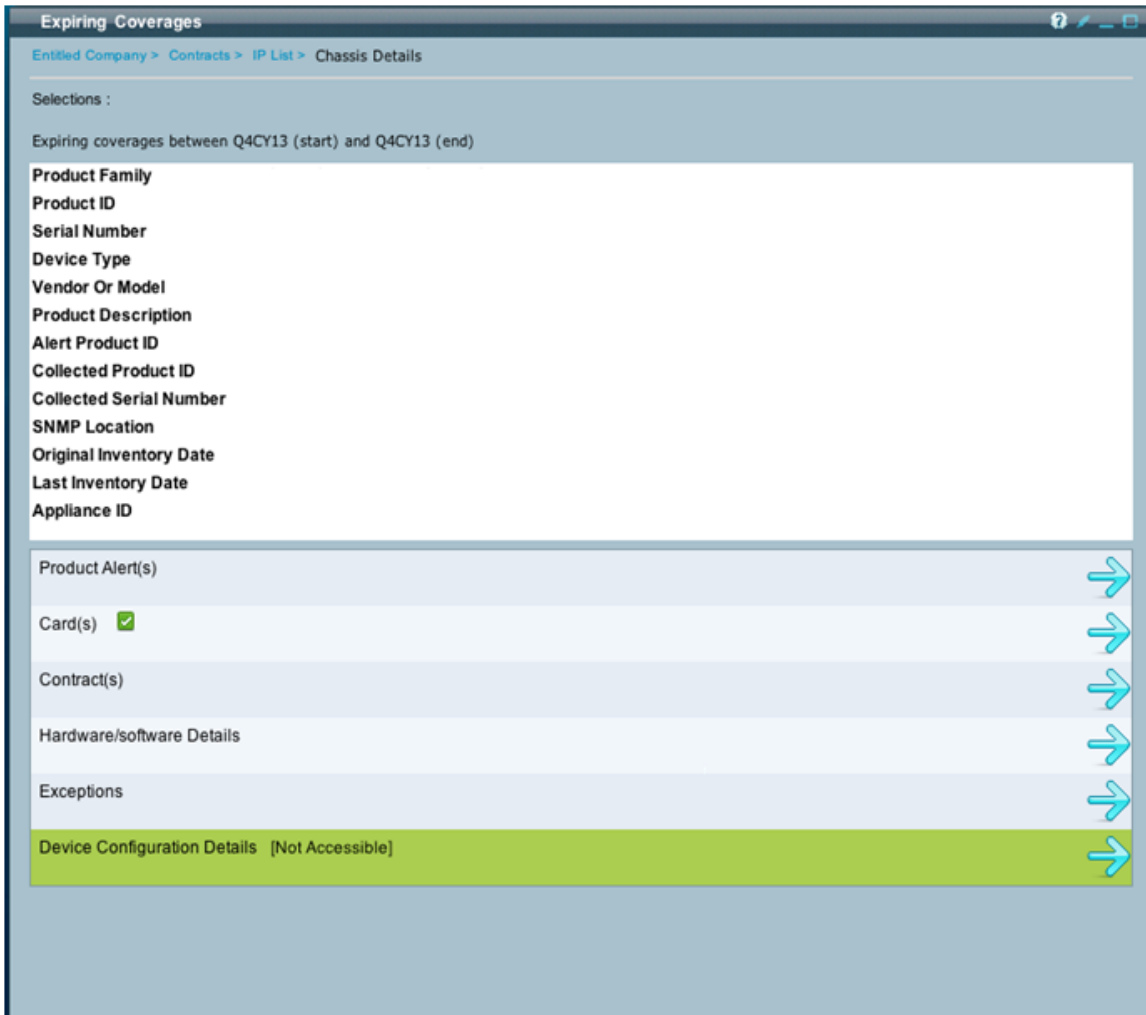 Expiring Coverages
Entitled Company > Contracts > IP List > Chassis Details
Selections :
Expiring coverages between Q4CY13 (start) and Q4CY13 (end)
Product Family
Product ID
Serial Number
Device Type
Vendor Or Model
Product Description
Alert Product ID
Collected Product ID
Collected Serial Number
SNMP Location
Original Inventory Date
Last Inventory Date
Appliance ID
Product Alert(s)
Card(s)
Contract(s)
Hardware/software Details
Exceptions
Device Configuration Details [Not Accessible]